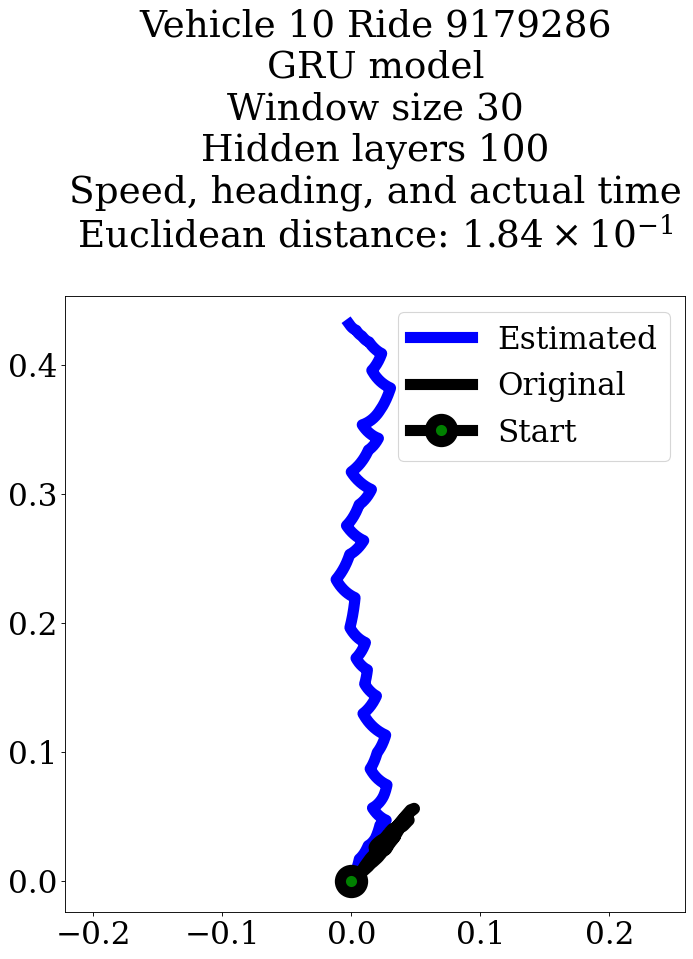 Vehicle 10 Ride 9179286
GRU model
Window size 30
Hidden layers 100
Speed, heading, and actual time
Euclidean distance: 1.84 × 10⁻¹
Estimated
Original
Start
0.4
0.3
0.2
0.1
0.0
−0.2 −0.1 0.0 0.1 0.2